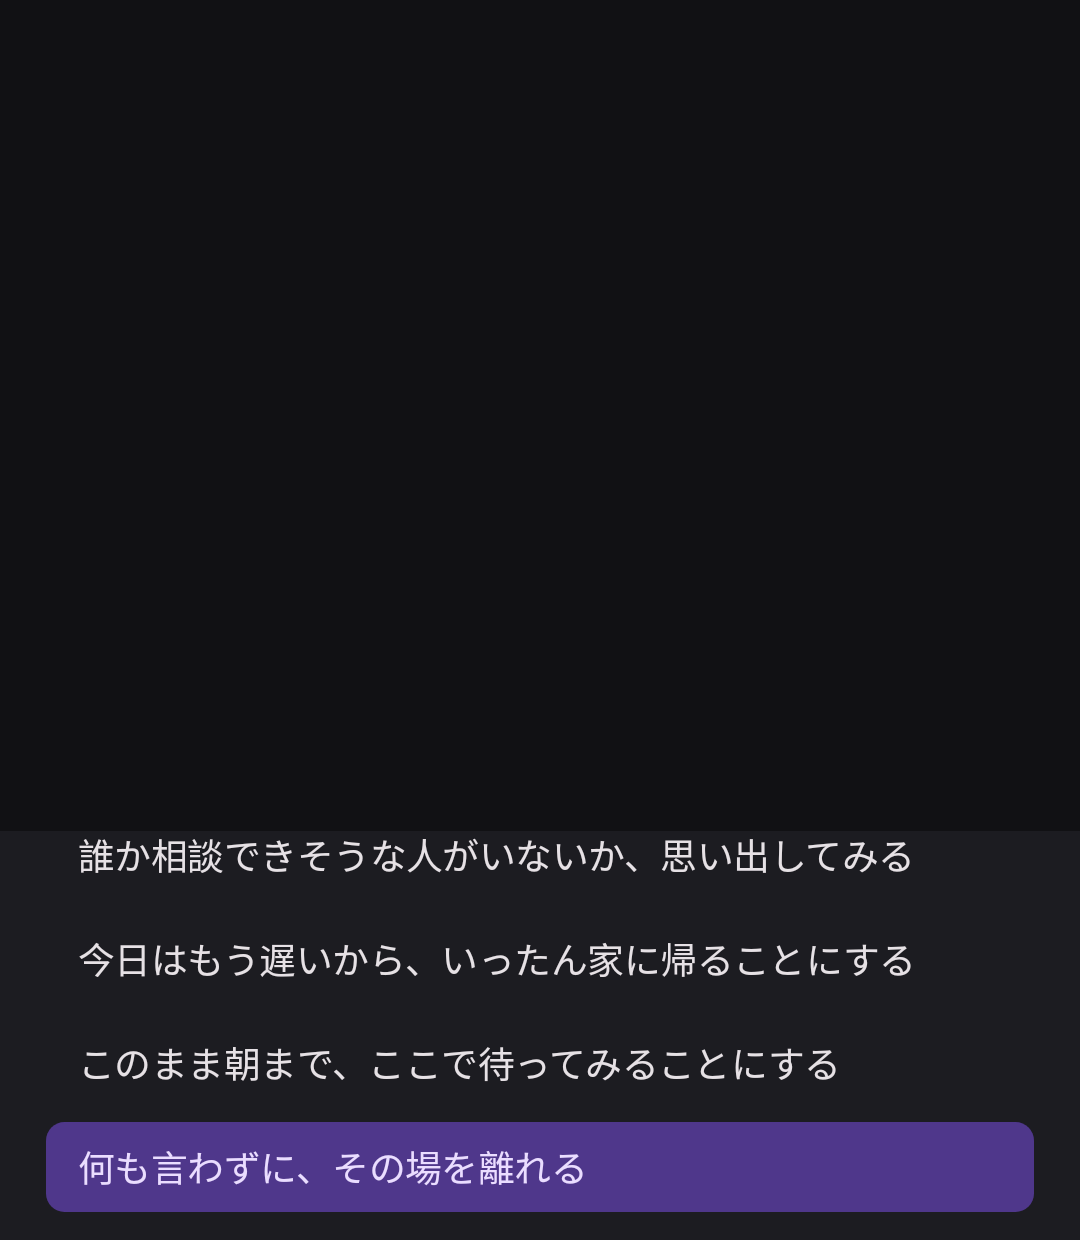 誰か相談できそうな人がいないか、思い出してみる
今日はもう遅いから、いったん家に帰ることにする
このまま朝まで、ここで待ってみることにする
何も言わずに、その場を離れる